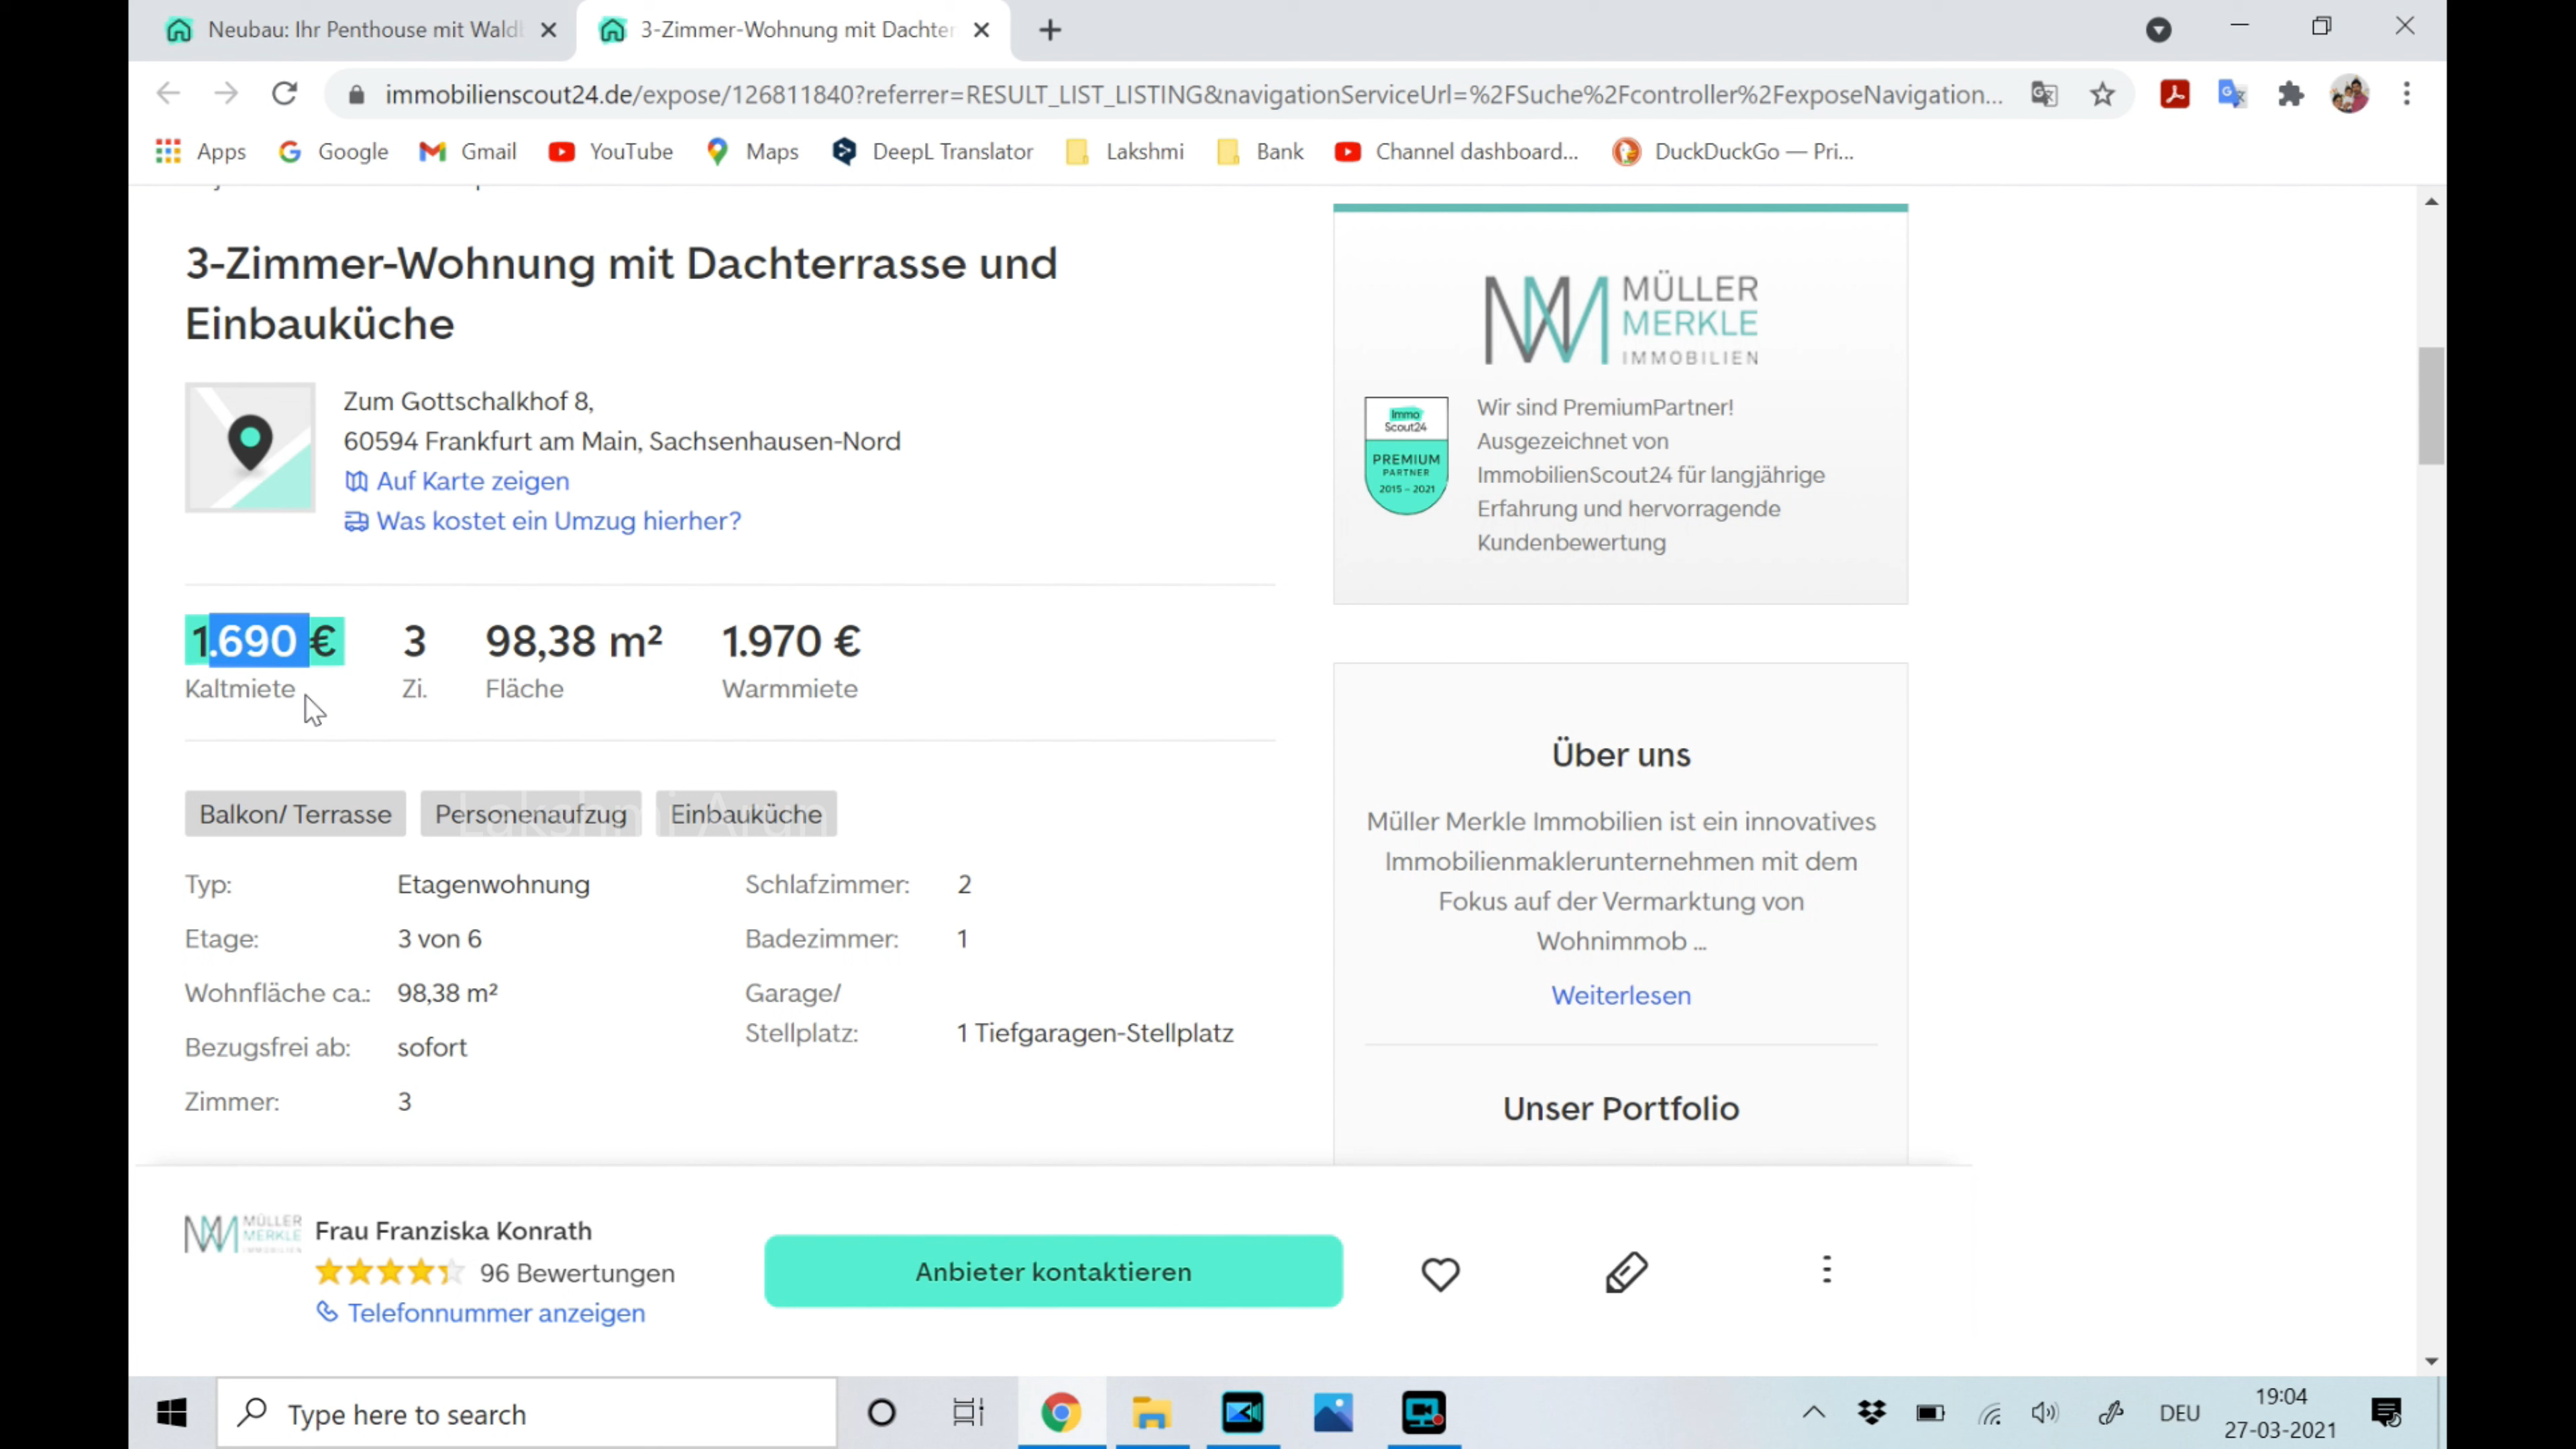 Neubau: Ihr Penthouse mit Wald
3-Zimmer-Wohnung mit Dachter
immobilienscout24.de/expose/126811840?referrer=RESULT_LIST_LISTING&navigationServiceUrl=%2FSuche%2Fcontroller%2FexposeNavigation...
Apps Google Gmail YouTube Maps DeepL Translator Lakshmi Bank Channel dashboard... DuckDuckGo — Pri...
3-Zimmer-Wohnung mit Dachterrasse und
Einbauküche
Zum Gottschalkhof 8,
60594 Frankfurt am Main, Sachsenhausen-Nord
Auf Karte zeigen
Was kostet ein Umzug hierher?
1.690 € 3 98,38 m² 1.970 €
Kaltmiete Zi. Fläche Warmmiete
Balkon/ Terrasse Personenaufzug Einbauküche
Lakshmi Arun
Typ: Etagenwohnung
Etage: 3 von 6
Wohnfläche ca.: 98,38 m²
Bezugsfrei ab: sofort
Zimmer: 3
Schlafzimmer: 2
Badezimmer: 1
Garage/
Stellplatz: 1 Tiefgaragen-Stellplatz
MÜLLER
MERKLE
IMMOBILIEN
Immo
Scout24
PREMIUM
PARTNER
2015 – 2021
Wir sind PremiumPartner!
Ausgezeichnet von
ImmobilienScout24 für langjährige
Erfahrung und hervorragende
Kundenbewertung
Über uns
Müller Merkle Immobilien ist ein innovatives
Immobilienmaklerunternehmen mit dem
Fokus auf der Vermarktung von
Wohnimmob ...
Weiterlesen
Unser Portfolio
MÜLLER
MERKLE
IMMOBILIEN
Frau Franziska Konrath
96 Bewertungen
Telefonnummer anzeigen
Anbieter kontaktieren
Type here to search
DEU
19:04
27-03-2021